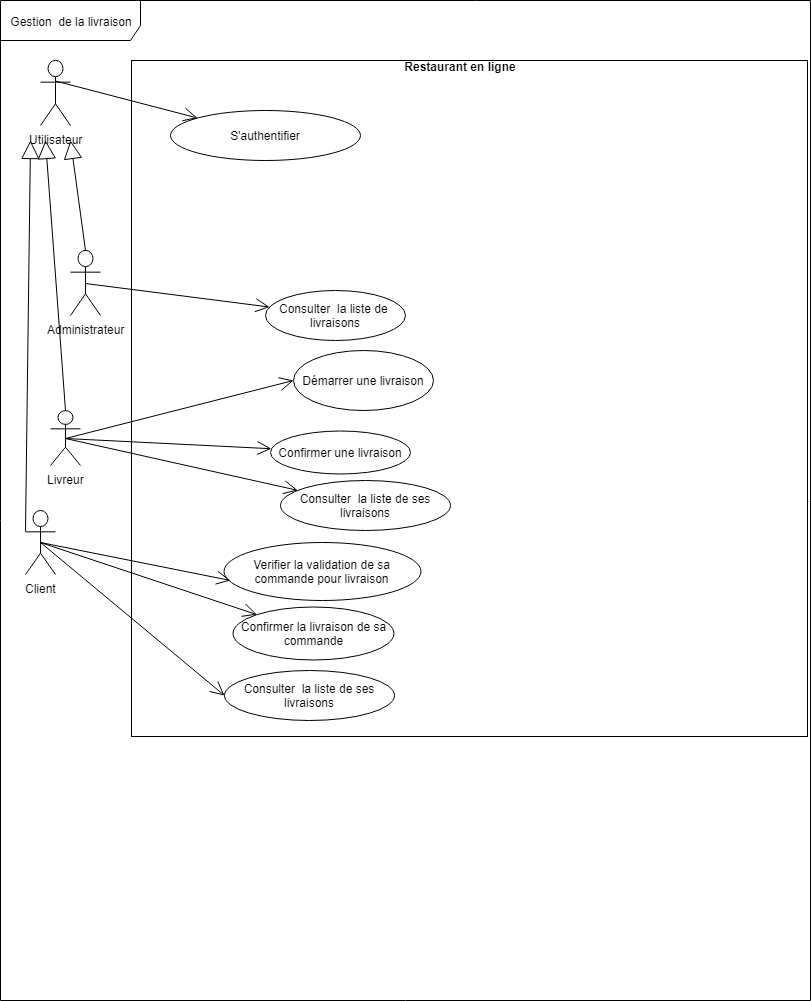 Gestion  de la livraison
Restaurant en ligne
S'authentifier
Utilisateur
Consulter  la liste de
livraisons
Administrateur
Démarrer une livraison
Confirmer une livraison
Livreur
Consulter  la liste de ses
livraisons
Verifier la validation de sa
commande pour livraison
Client
Confirmer la livraison de sa
commande
Consulter  la liste de ses
livraisons